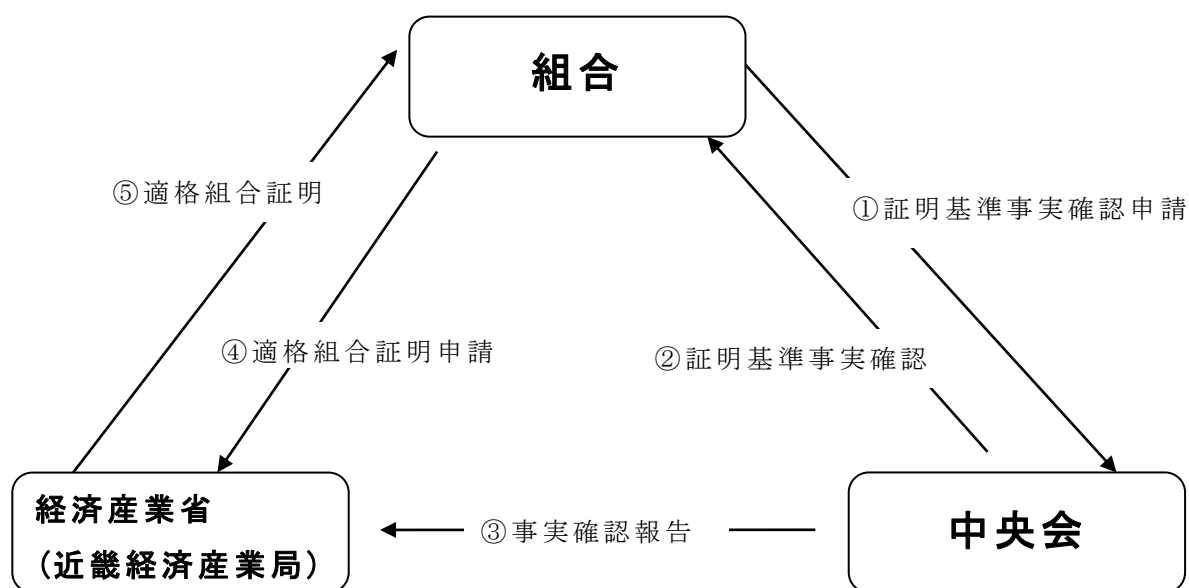 組合
⑤適格組合証明
①証明基準事実確認申請
④適格組合証明申請
②証明基準事実確認
経済産業省
(近畿経済産業局)
③事実確認報告
中央会